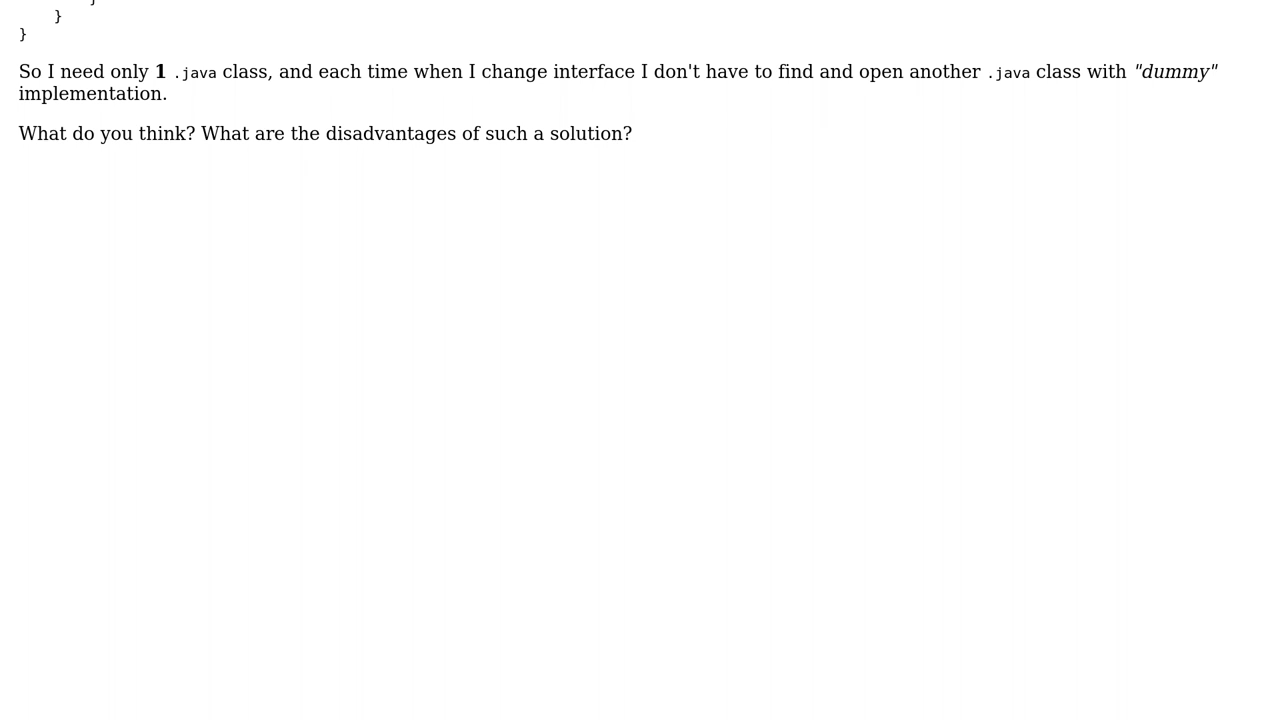 }
}
So I need only 1 .java class, and each time when I change interface I don't have to find and open another .java class with "dummy"
implementation.
What do you think? What are the disadvantages of such a solution?